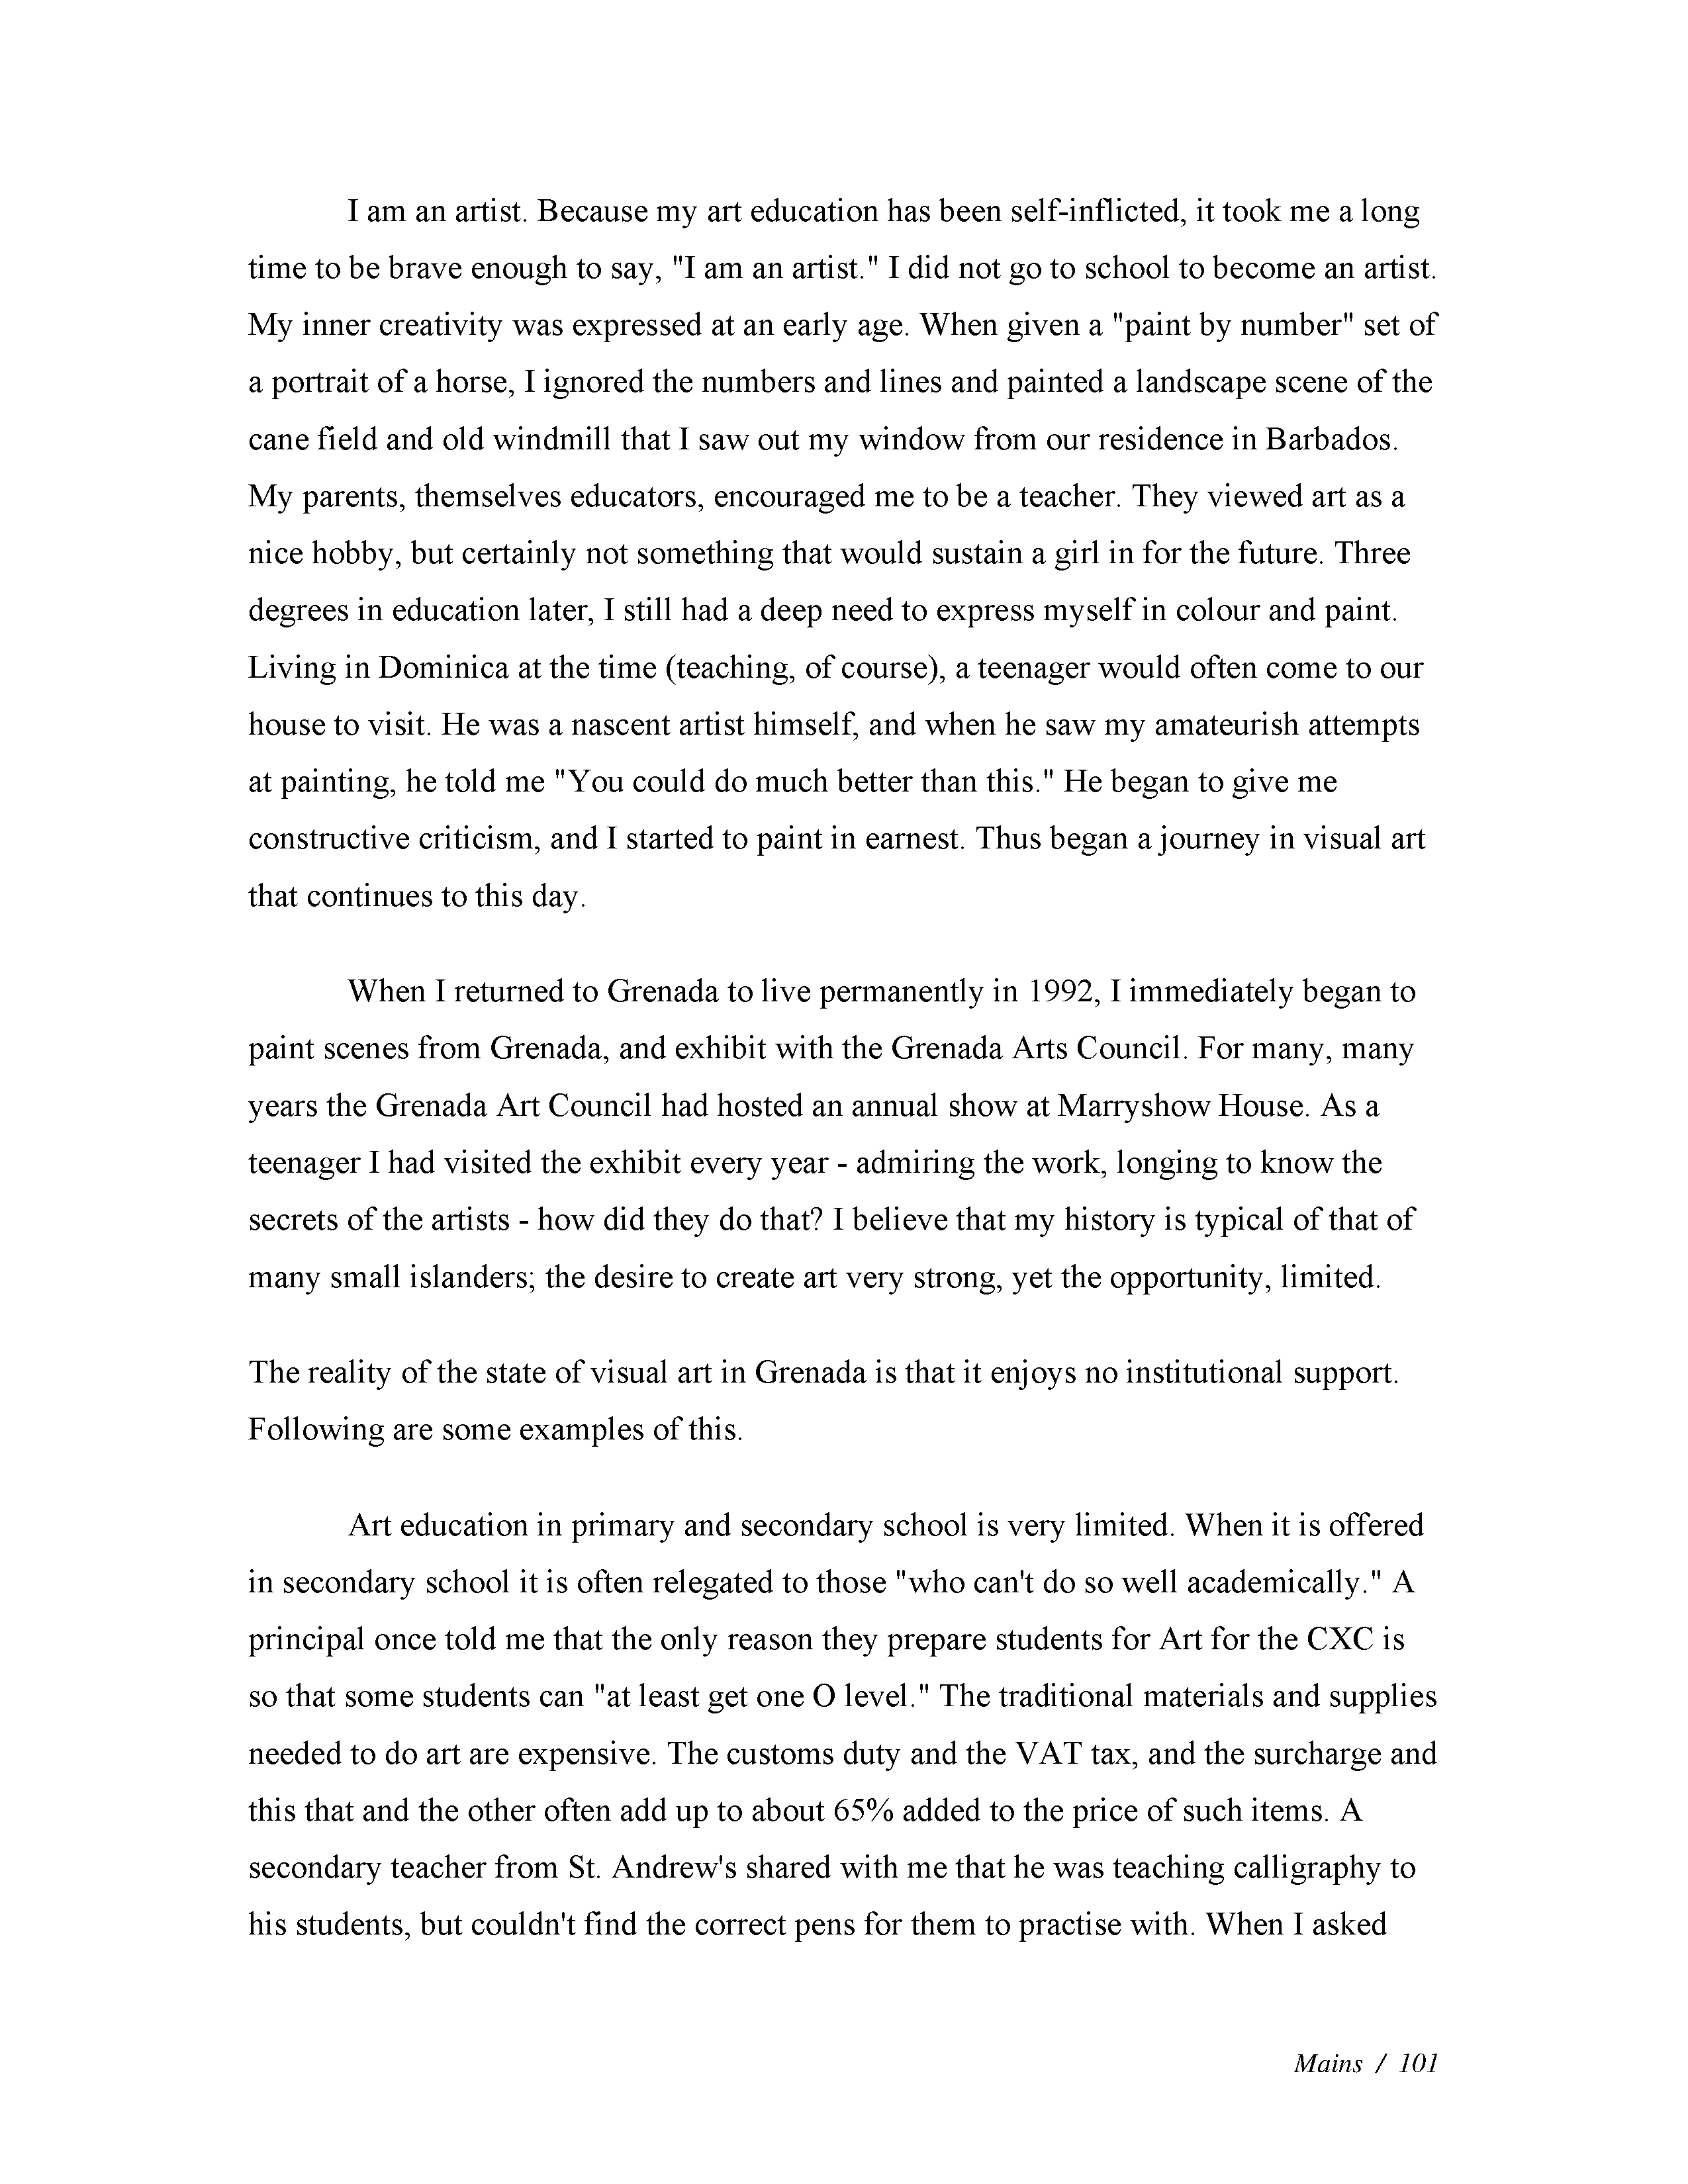 I am an artist. Because my art education has been self-inflicted, it took me a long
time to be brave enough to say, "I am an artist." I did not go to school to become an artist.
My inner creativity was expressed at an early age. When given a "paint by number" set of
a portrait of a horse, I ignored the numbers and lines and painted a landscape scene of the
cane field and old windmill that I saw out my window from our residence in Barbados.
My parents, themselves educators, encouraged me to be a teacher. They viewed art as a
nice hobby, but certainly not something that would sustain a girl in for the future. Three
degrees in education later, I still had a deep need to express myself in colour and paint.
Living in Dominica at the time (teaching, of course), a teenager would often come to our
house to visit. He was a nascent artist himself, and when he saw my amateurish attempts
at painting, he told me "You could do much better than this." He began to give me
constructive criticism, and I started to paint in earnest. Thus began a journey in visual art
that continues to this day.
When I returned to Grenada to live permanently in 1992, I immediately began to
paint scenes from Grenada, and exhibit with the Grenada Arts Council. For many, many
years the Grenada Art Council had hosted an annual show at Marryshow House. As a
teenager I had visited the exhibit every year - admiring the work, longing to know the
secrets of the artists - how did they do that? I believe that my history is typical of that of
many small islanders; the desire to create art very strong, yet the opportunity, limited.
The reality of the state of visual art in Grenada is that it enjoys no institutional support.
Following are some examples of this.
Art education in primary and secondary school is very limited. When it is offered
in secondary school it is often relegated to those "who can't do so well academically." A
principal once told me that the only reason they prepare students for Art for the CXC is
so that some students can "at least get one O level." The traditional materials and supplies
needed to do art are expensive. The customs duty and the VAT tax, and the surcharge and
this that and the other often add up to about 65% added to the price of such items. A
secondary teacher from St. Andrew's shared with me that he was teaching calligraphy to
his students, but couldn't find the correct pens for them to practise with. When I asked
Mains / 101